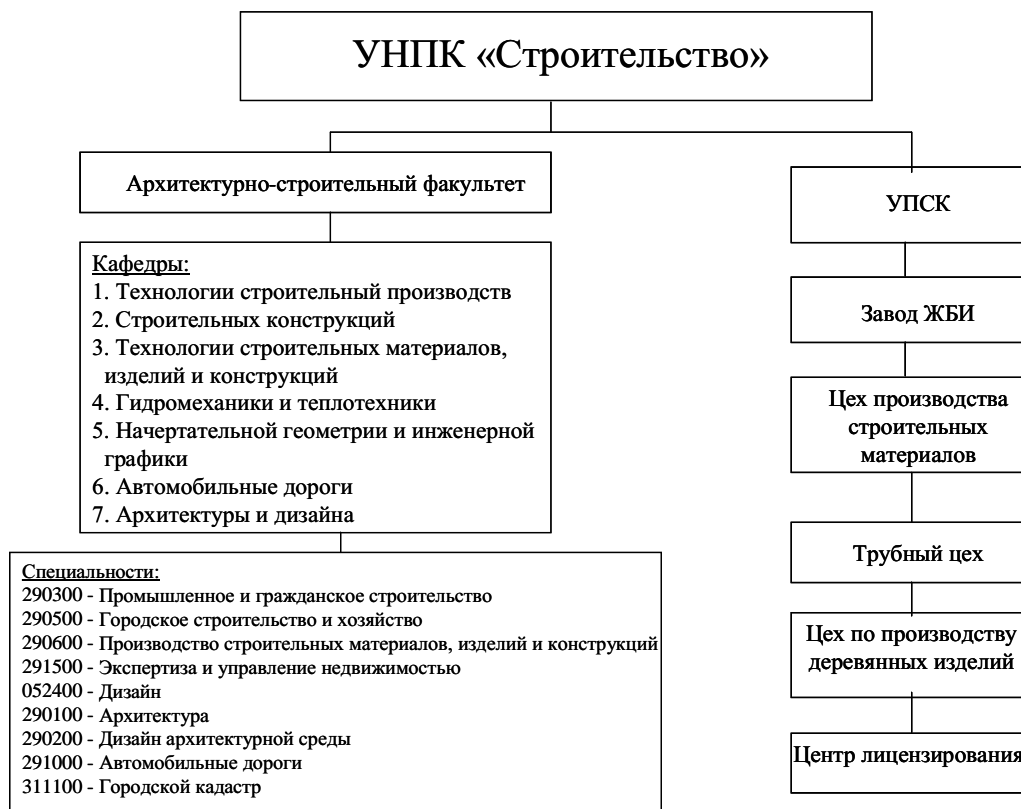 УНПК «Строительство»
Архитектурно-строительный факультет
Кафедры:
1. Технологии строительный производств
2. Строительных конструкций
3. Технологии строительных материалов,
изделий и конструкций
4. Гидромеханики и теплотехники
5. Начертательной геометрии и инженерной
графики
6. Автомобильные дороги
7. Архитектуры и дизайна
Специальности:
290300 - Промышленное и гражданское строительство
290500 - Городское строительство и хозяйство
290600 - Производство строительных материалов, изделий и конструкций
291500 - Экспертиза и управление недвижимостью
052400 - Дизайн
290100 - Архитектура
290200 - Дизайн архитектурной среды
291000 - Автомобильные дороги
311100 - Городской кадастр
УПСК
Завод ЖБИ
Цех производства
строительных
материалов
Трубный цех
Цех по производству
деревянных изделий
Центр лицензирования